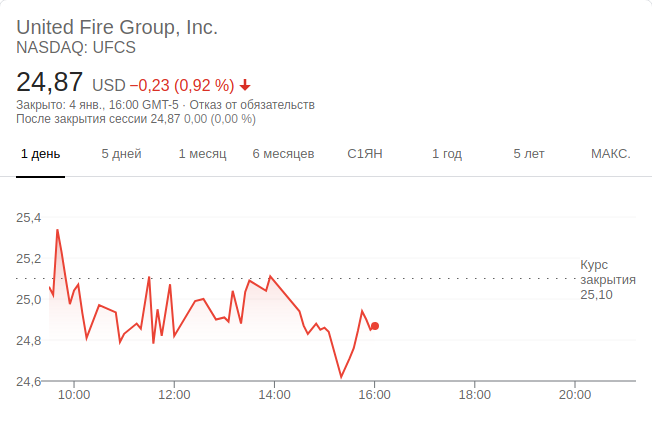 United Fire Group, Inc.
NASDAQ: UFCS
24,87 USD −0,23 (0,92 %)
Закрыто: 4 янв., 16:00 GMT-5 · Отказ от обязательств
После закрытия сессии 24,87 0,00 (0,00 %)
1 день 5 дней 1 месяц 6 месяцев С1ЯН 1 год 5 лет МАКС.
25,4
25,2
Курс
закрытия
25,10
25,0
24,8
24,6
10:00 12:00 14:00 16:00 18:00 20:00